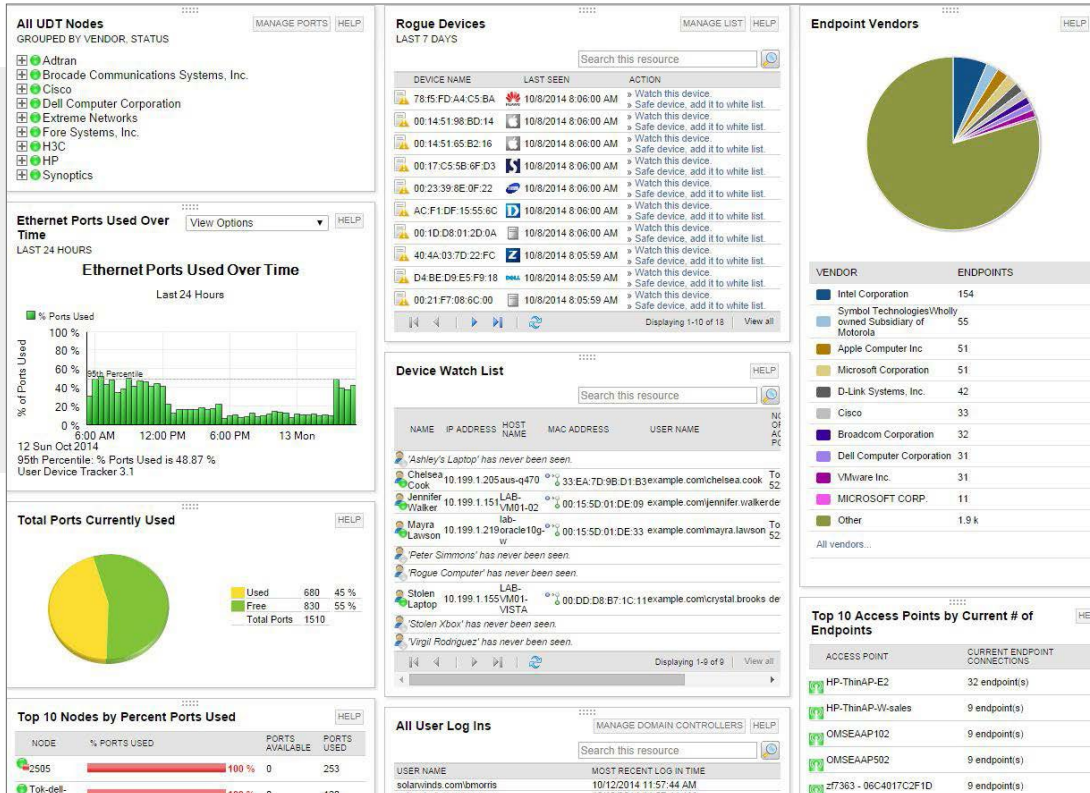 All UDT Nodes
MANAGE PORTS HELP
GROUPED BY VENDOR, STATUS
Adtran
Brocade Communications Systems, Inc.
Cisco
Dell Computer Corporation
Extreme Networks
Fore Systems, Inc.
H3C
HP
Synoptics
Ethernet Ports Used Over Time
View Options
HELP
LAST 24 HOURS
Ethernet Ports Used Over Time
Last 24 Hours
% Ports Used
% of Ports Used
100 %
80 %
60 %
40 %
20 %
0 %
95th Percentile
6:00 AM 12:00 PM 6:00 PM 13 Mon
12 Sun Oct 2014
95th Percentile: % Ports Used is 48.87 %
User Device Tracker 3.1
Total Ports Currently Used
HELP
Used 680 45 %
Free 830 55 %
Total Ports 1510
Top 10 Nodes by Percent Ports Used
HELP
NODE % PORTS USED PORTS AVAILABLE PORTS USED
2505 100 % 0 253
Tok-dell-
Rogue Devices
MANAGE LIST HELP
LAST 7 DAYS
Search this resource
DEVICE NAME LAST SEEN ACTION
78:f5:FD:A4:C5:BA 10/8/2014 8:06:00 AM » Watch this device.
» Safe device, add it to white list.
00:14:51:98:BD:14 10/8/2014 8:06:00 AM » Watch this device.
» Safe device, add it to white list.
00:14:51:65:B2:16 10/8/2014 8:06:00 AM » Watch this device.
» Safe device, add it to white list.
00:17:C5:5B:6F:D3 10/8/2014 8:06:00 AM » Watch this device.
» Safe device, add it to white list.
00:23:39:8E:0F:22 10/8/2014 8:06:00 AM » Watch this device.
» Safe device, add it to white list.
AC:F1:DF:15:55:6C 10/8/2014 8:06:00 AM » Watch this device.
» Safe device, add it to white list.
00:1D:D8:01:2D:0A 10/8/2014 8:06:00 AM » Watch this device.
» Safe device, add it to white list.
40:4A:03:7D:22:FC 10/8/2014 8:05:59 AM » Watch this device.
» Safe device, add it to white list.
D4:BE:D9:E5:F9:18 DELL 10/8/2014 8:05:59 AM » Watch this device.
» Safe device, add it to white list.
00:21:F7:08:6C:00 10/8/2014 8:05:59 AM » Watch this device.
» Safe device, add it to white list.
Displaying 1-10 of 18 View all
Device Watch List
HELP
Search this resource
NAME IP ADDRESS HOST NAME MAC ADDRESS USER NAME
'Ashley's Laptop' has never been seen.
Chelsea Cook 10.199.1.205 aus-q470 33:EA:7D:9B:D1:B3 example.com\chelsea.cook To 52
Jennifer Walker 10.199.1.151 LAB-VM01-02 00:15:5D:01:DE:09 example.com\jennifer.walker de
Mayra Lawson 10.199.1.219 lab-oracle10g-w 00:15:5D:01:DE:33 example.com\mayra.lawson To 52
'Peter Simmons' has never been seen.
'Rogue Computer' has never been seen.
Stolen Laptop 10.199.1.155 LAB-VM01-VISTA 00:DD:D8:B7:1C:11 example.com\crystal.brooks de
'Stolen Xbox' has never been seen.
'Virgil Rodriguez' has never been seen.
Displaying 1-9 of 9 View all
All User Log Ins
MANAGE DOMAIN CONTROLLERS HELP
Search this resource
USER NAME MOST RECENT LOG IN TIME
solarwinds.com\bmorris 10/12/2014 11:57:44 AM
Endpoint Vendors
HELP
VENDOR ENDPOINTS
Intel Corporation 154
Symbol TechnologiesWholly owned Subsidiary of Motorola 55
Apple Computer Inc 51
Microsoft Corporation 51
D-Link Systems, Inc. 42
Cisco 33
Broadcom Corporation 32
Dell Computer Corporation 31
VMware Inc. 31
MICROSOFT CORP. 11
Other 1.9 k
All vendors...
Top 10 Access Points by Current # of Endpoints
ACCESS POINT CURRENT ENDPOINT CONNECTIONS
HP-ThinAP-E2 32 endpoint(s)
HP-ThinAP-W-sales 9 endpoint(s)
OMSEAAP102 9 endpoint(s)
OMSEAAP502 9 endpoint(s)
zf7363 - 06C4017C2F1D 9 endpoint(s)